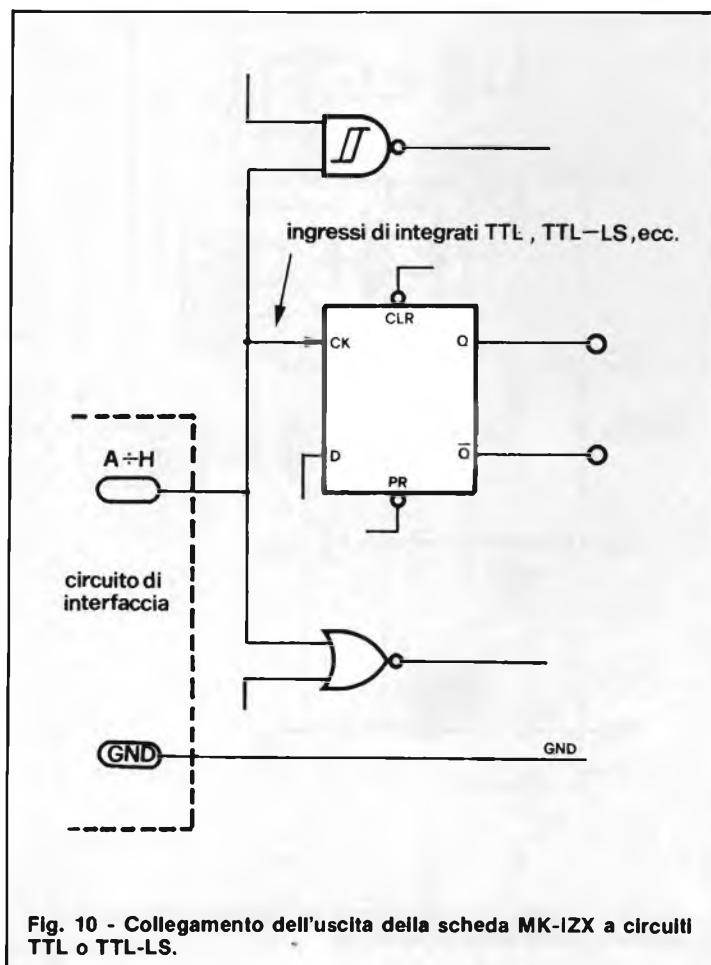 ingressi di integrati TTL , TTL-LS ,ecc.
CLR
CK
Q
A÷H
D
Q̅
PR
circuito di
interfaccia
GND
GND
Fig. 10 - Collegamento dell'uscita della scheda MK-IZX a circuiti
TTL o TTL-LS.